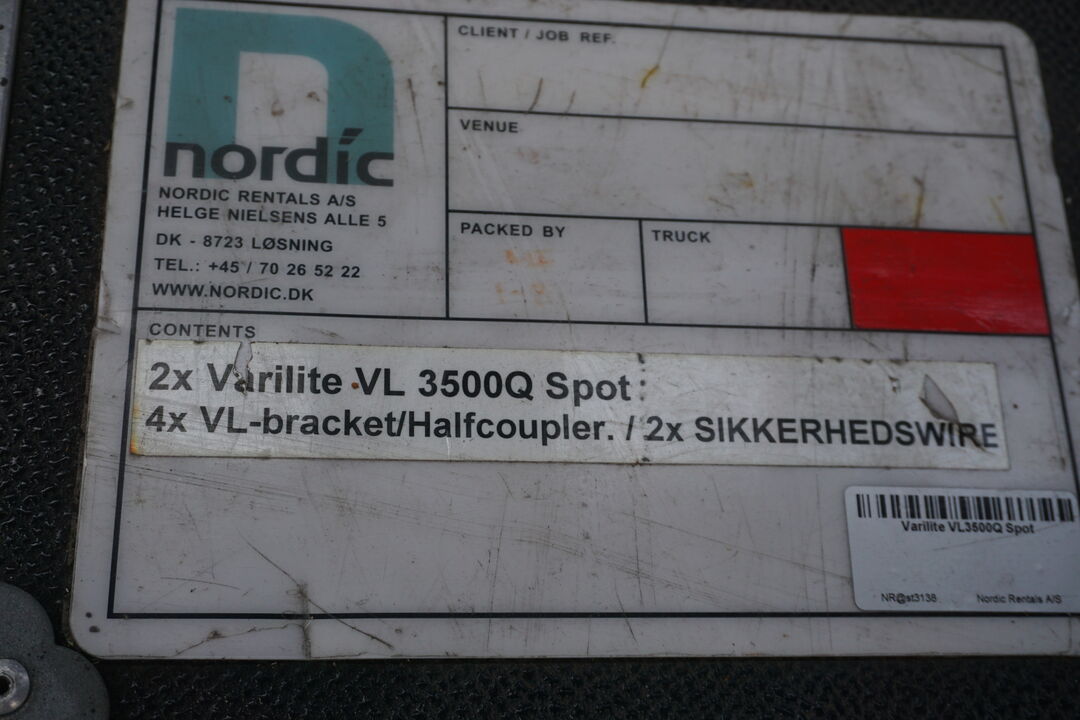 nordic
NORDIC RENTALS A/S
HELGE NIELSENS ALLE 5
DK - 8723 LØSNING
TEL.: +45 / 70 26 52 22
WWW.NORDIC.DK
CLIENT / JOB REF.
VENUE
PACKED BY
TRUCK
CONTENTS
2x Varilite VL 3500Q Spot:
4x VL-bracket/Halfcoupler. / 2x SIKKERHEDSWIRE
Varilite VL3500Q Spot
NR@st3138 Nordic Rentals A/S